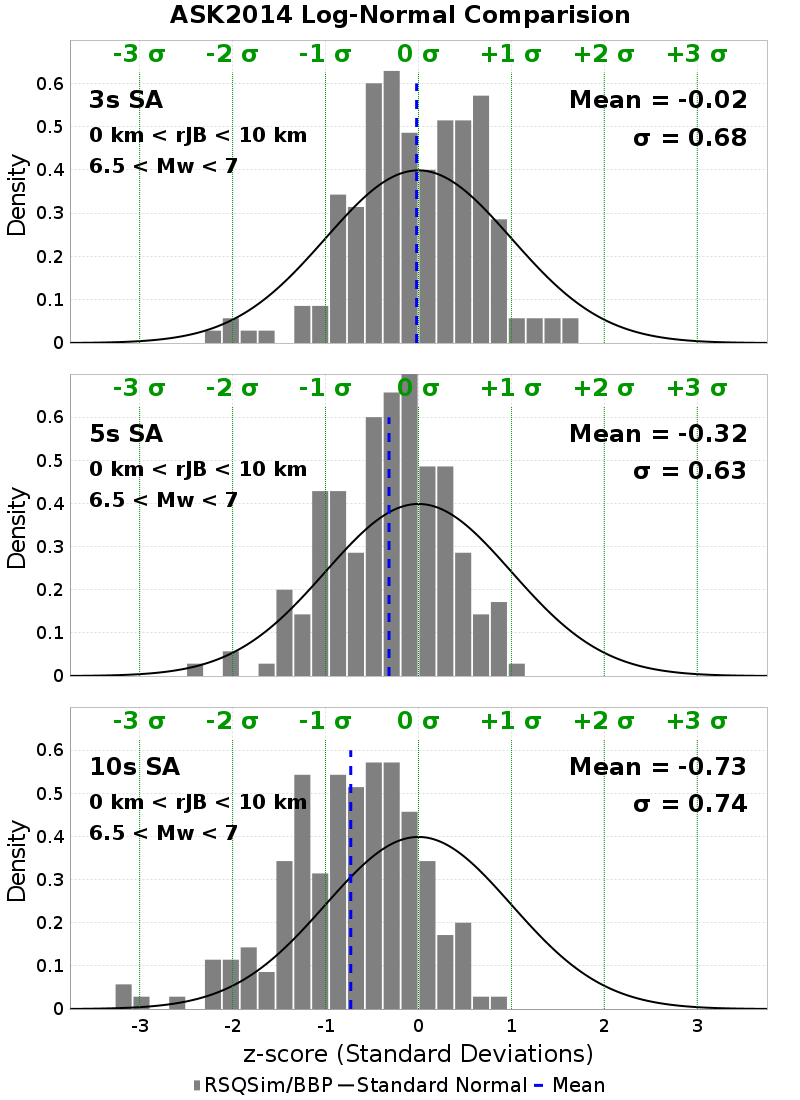 ASK2014 Log-Normal Comparision
-3 σ -2 σ -1 σ 0 σ +1 σ +2 σ +3 σ
3s SA
0 km < rJB < 10 km
6.5 < Mw < 7
Mean = -0.02
σ = 0.68
Density
0.6
0.5
0.4
0.3
0.2
0.1
0
-3 σ -2 σ -1 σ 0 σ +1 σ +2 σ +3 σ
5s SA
0 km < rJB < 10 km
6.5 < Mw < 7
Mean = -0.32
σ = 0.63
Density
0.6
0.5
0.4
0.3
0.2
0.1
0
-3 σ -2 σ -1 σ 0 σ +1 σ +2 σ +3 σ
10s SA
0 km < rJB < 10 km
6.5 < Mw < 7
Mean = -0.73
σ = 0.74
Density
0.6
0.5
0.4
0.3
0.2
0.1
0
-3 -2 -1 0 1 2 3
z-score (Standard Deviations)
RSQSim/BBP Standard Normal Mean